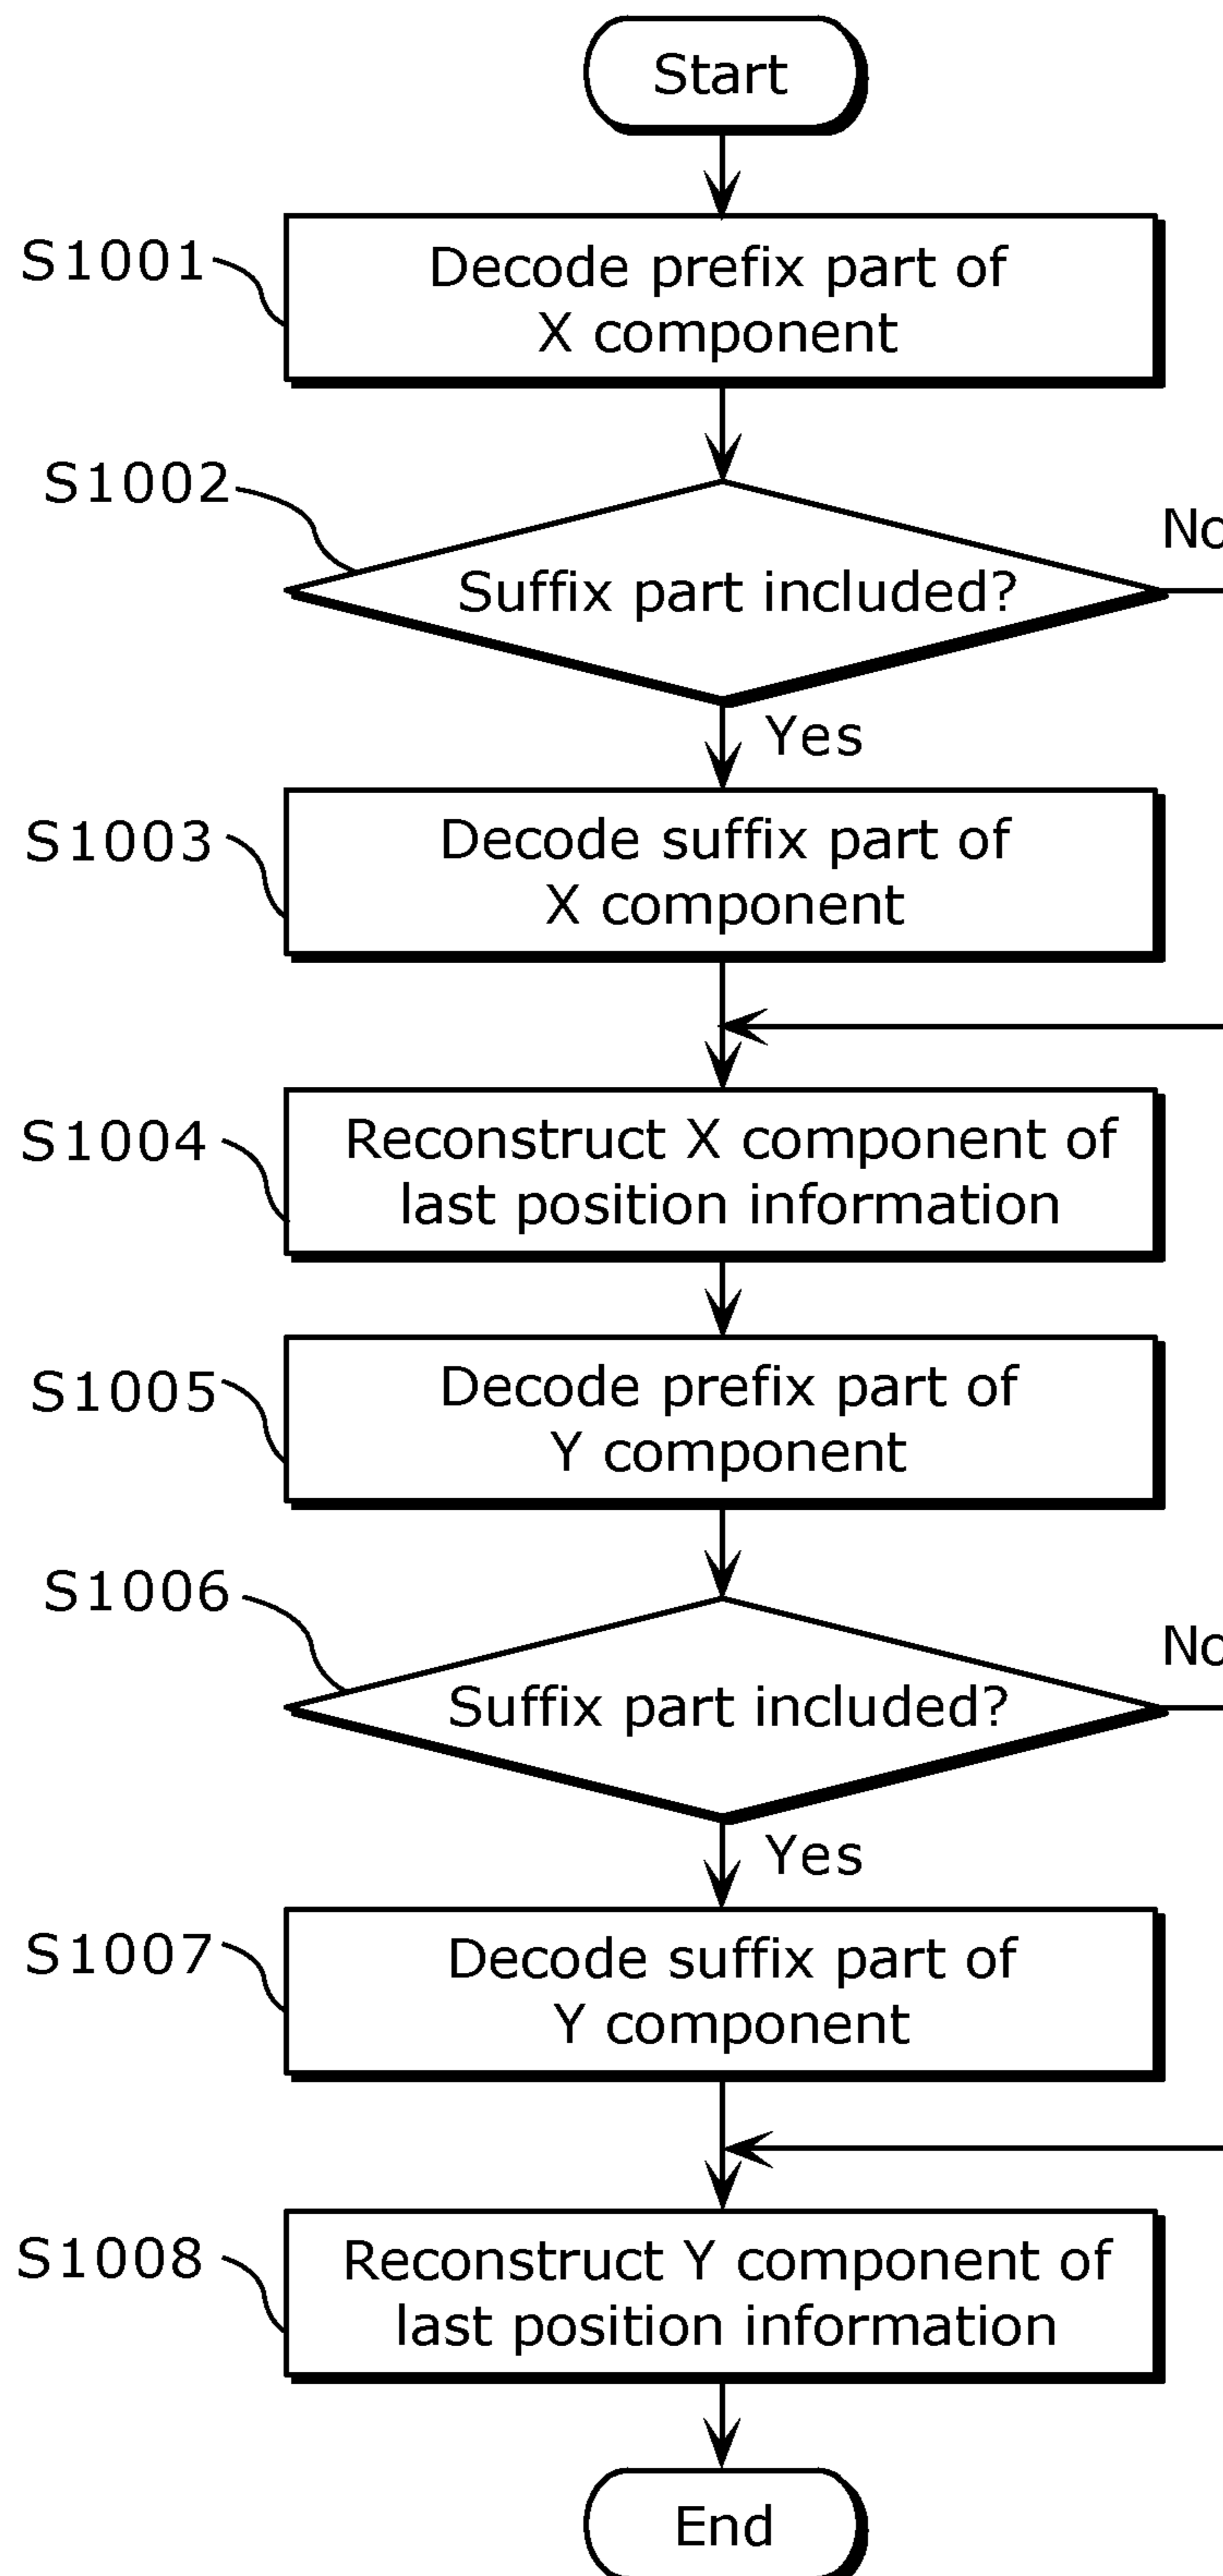 Start
S1001
Decode prefix part of
X component
S1002
Suffix part included?
No
Yes
S1003
Decode suffix part of
X component
S1004
Reconstruct X component of
last position information
S1005
Decode prefix part of
Y component
S1006
Suffix part included?
No
Yes
S1007
Decode suffix part of
Y component
S1008
Reconstruct Y component of
last position information
End